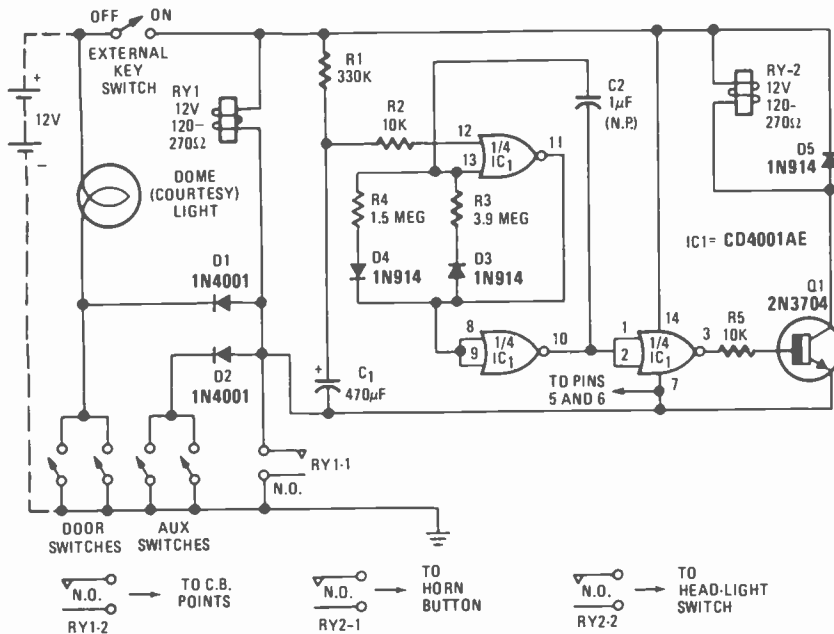 OFF ON
EXTERNAL
KEY
SWITCH
+
12V
−
RY1
12V
120–
270Ω
DOME
(COURTESY)
LIGHT
R1
330K
R2
10K
12
13
1/4
IC1
11
C2
1µF
(N.P.)
RY-2
12V
120-
270Ω
D5
1N914
R4
1.5 MEG
R3
3.9 MEG
D4
1N914
D3
1N914
IC1= CD4001AE
D1
1N4001
D2
1N4001
+
C1
470µF
8
9
1/4
IC1
10
1
2
14
1/4
IC1
3
7
R5
10K
Q1
2N3704
TO PINS
5 AND 6
RY1-1
N.O.
DOOR
SWITCHES
AUX
SWITCHES
N.O.
RY1-2
TO C.B.
POINTS
N.O.
RY2-1
TO
HORN
BUTTON
N.O.
RY2-2
TO
HEAD-LIGHT
SWITCH